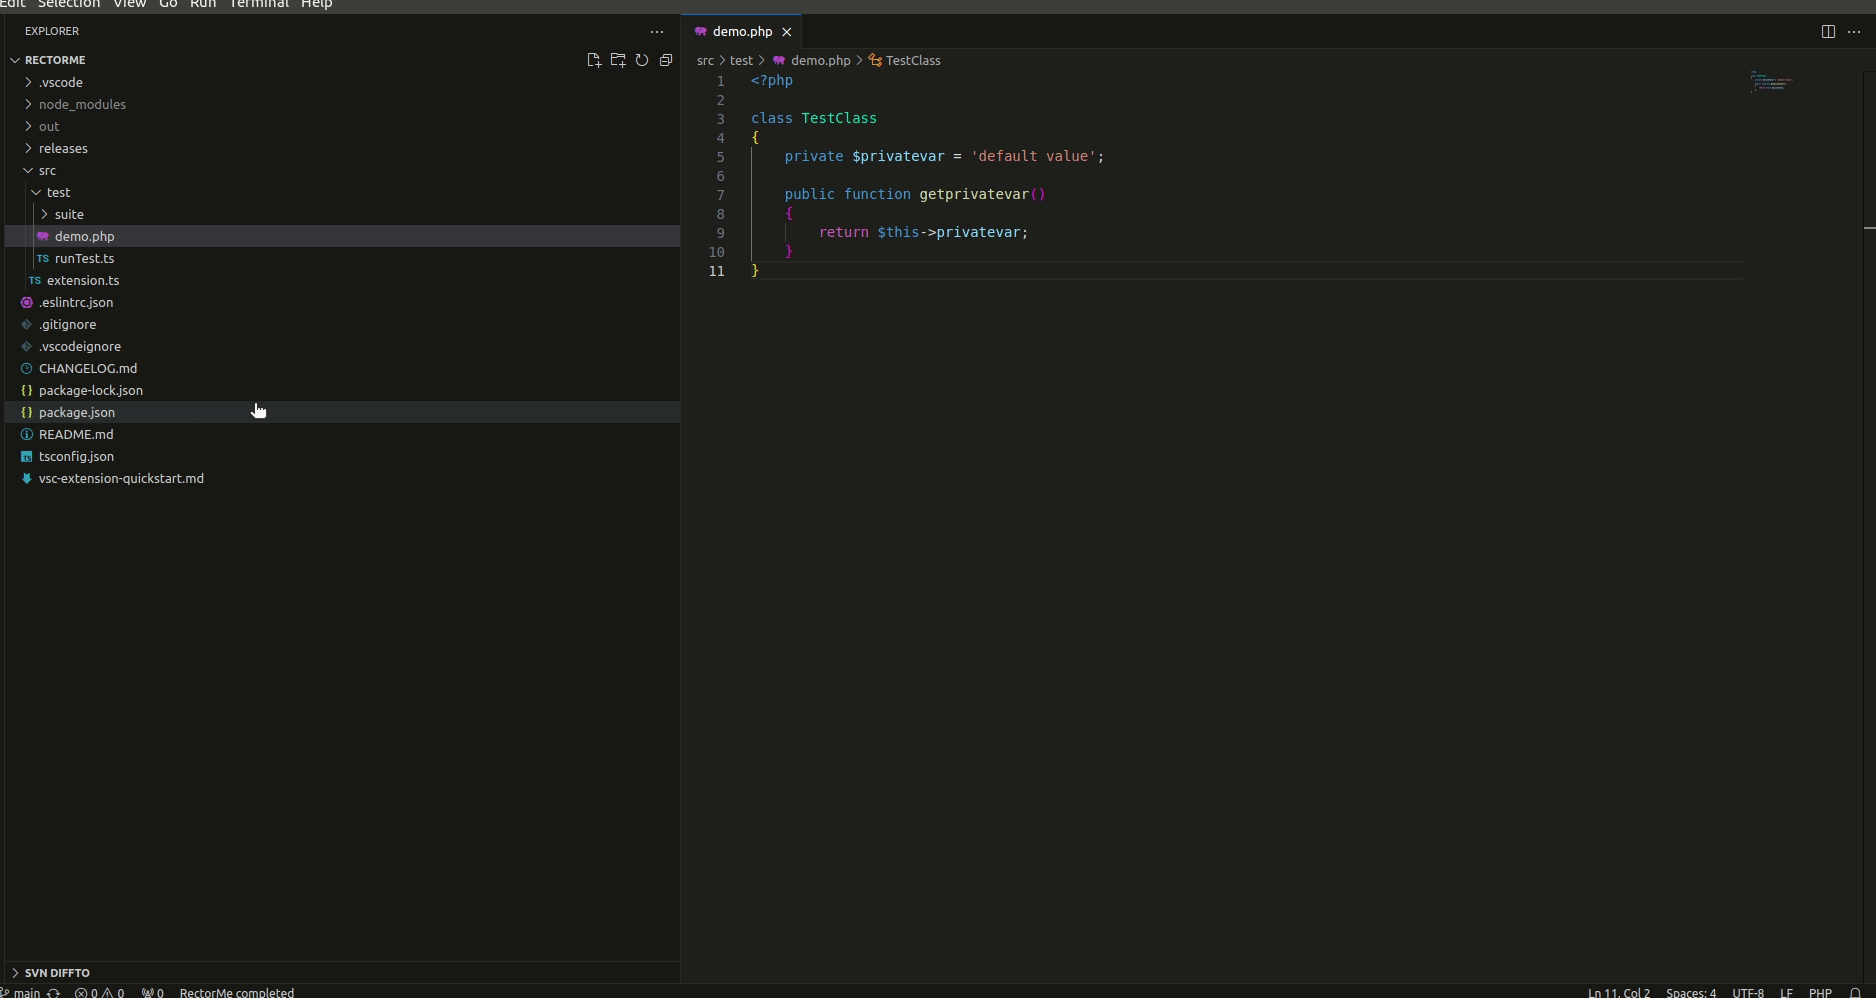 Edit Selection View Go Run Terminal Help
EXPLORER
RECTORME
.vscode
node_modules
out
releases
src
test
suite
demo.php
TS runTest.ts
TS extension.ts
.eslintrc.json
.gitignore
.vscodeignore
CHANGELOG.md
{} package-lock.json
{} package.json
README.md
TS tsconfig.json
vsc-extension-quickstart.md
SVN DIFFTO
demo.php
src > test > demo.php > TestClass
1 <?php
2
3 class TestClass
4 {
5 private $privatevar = 'default value';
6
7 public function getprivatevar()
8 {
9 return $this->privatevar;
10 }
11 }
main 0 0 0 RectorMe completed Ln 11, Col 2 Spaces: 4 UTF-8 LF PHP